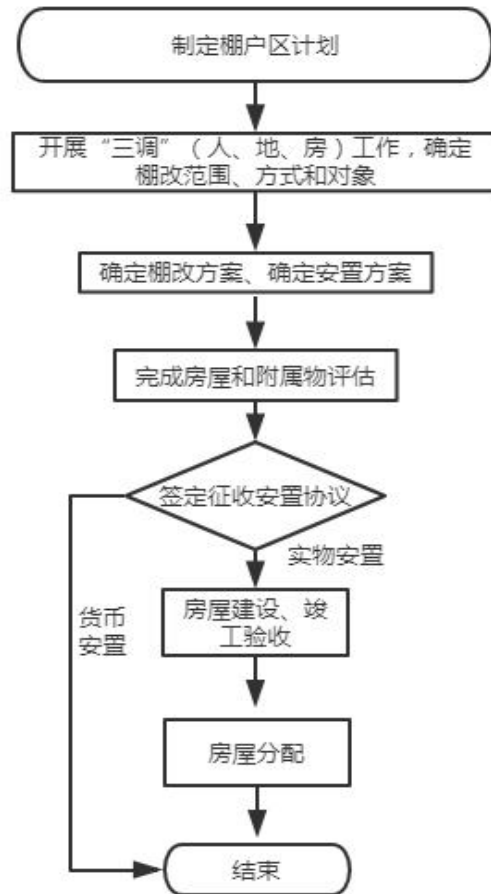 制定棚户区计划
开展“三调”（人、地、房）工作，确定
棚改范围、方式和对象
确定棚改方案、确定安置方案
完成房屋和附属物评估
签定征收安置协议
实物安置
货币
安置
房屋建设、竣
工验收
房屋分配
结束